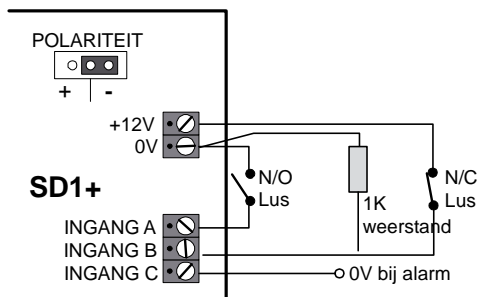 POLARITEIT
+ -
+12V
0V
SD1+
N/O
Lus
1K
weerstand
N/C
Lus
INGANG A
INGANG B
INGANG C
0V bij alarm